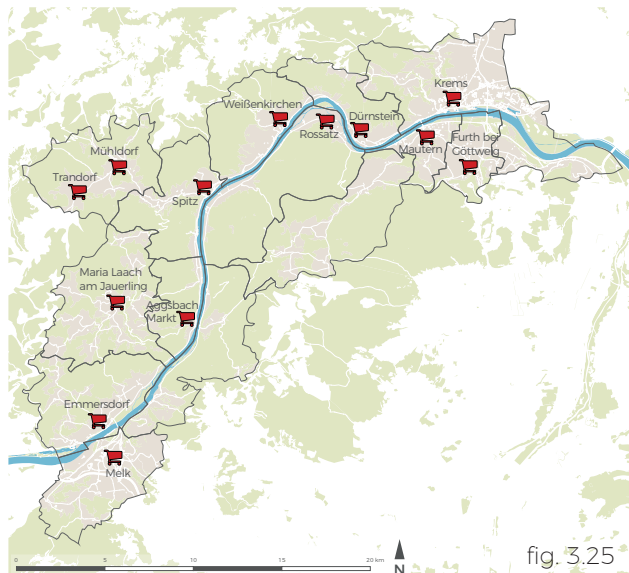 Krems
Weißenkirchen
Dürnstein
Rossatz
Mautern
Furth bei
Göttweig
Mühldorf
Trandorf
Spitz
Maria Laach
am Jauerling
Aggsbach
Markt
Emmersdorf
Melk
0 5 10 15 20 km
N
fig. 3.25